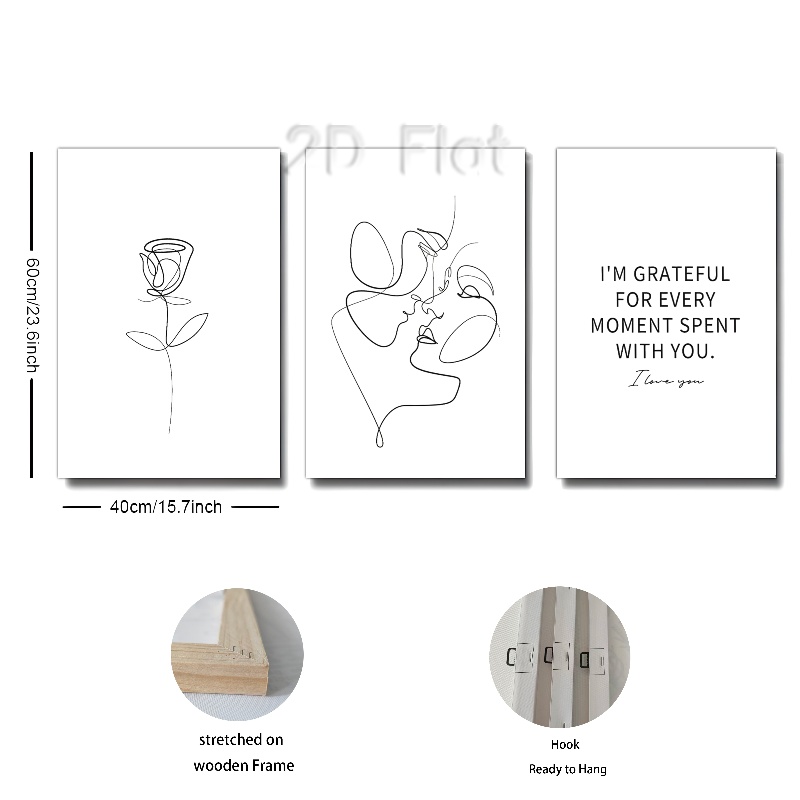 2D Flat
60cm/23.6inch
I'M GRATEFUL
FOR EVERY
MOMENT SPENT
WITH YOU.
I love you
40cm/15.7inch
stretched on
wooden Frame
Hook
Ready to Hang